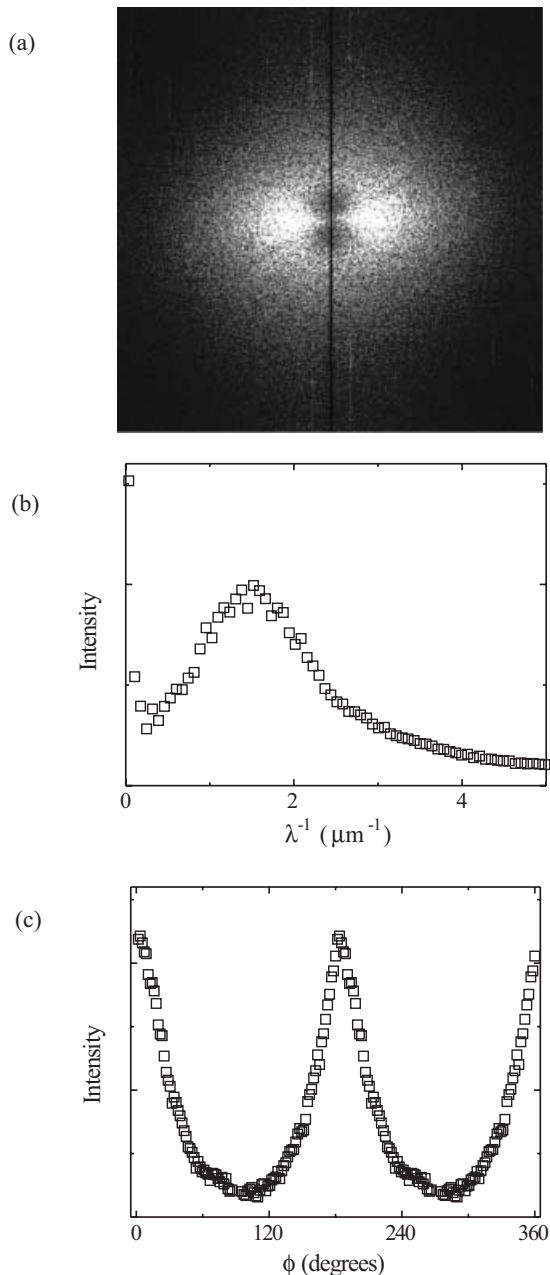 (a)
(b)
Intensity
0
2
4
λ⁻¹ (μm⁻¹)
(c)
Intensity
0
120
240
360
ϕ (degrees)